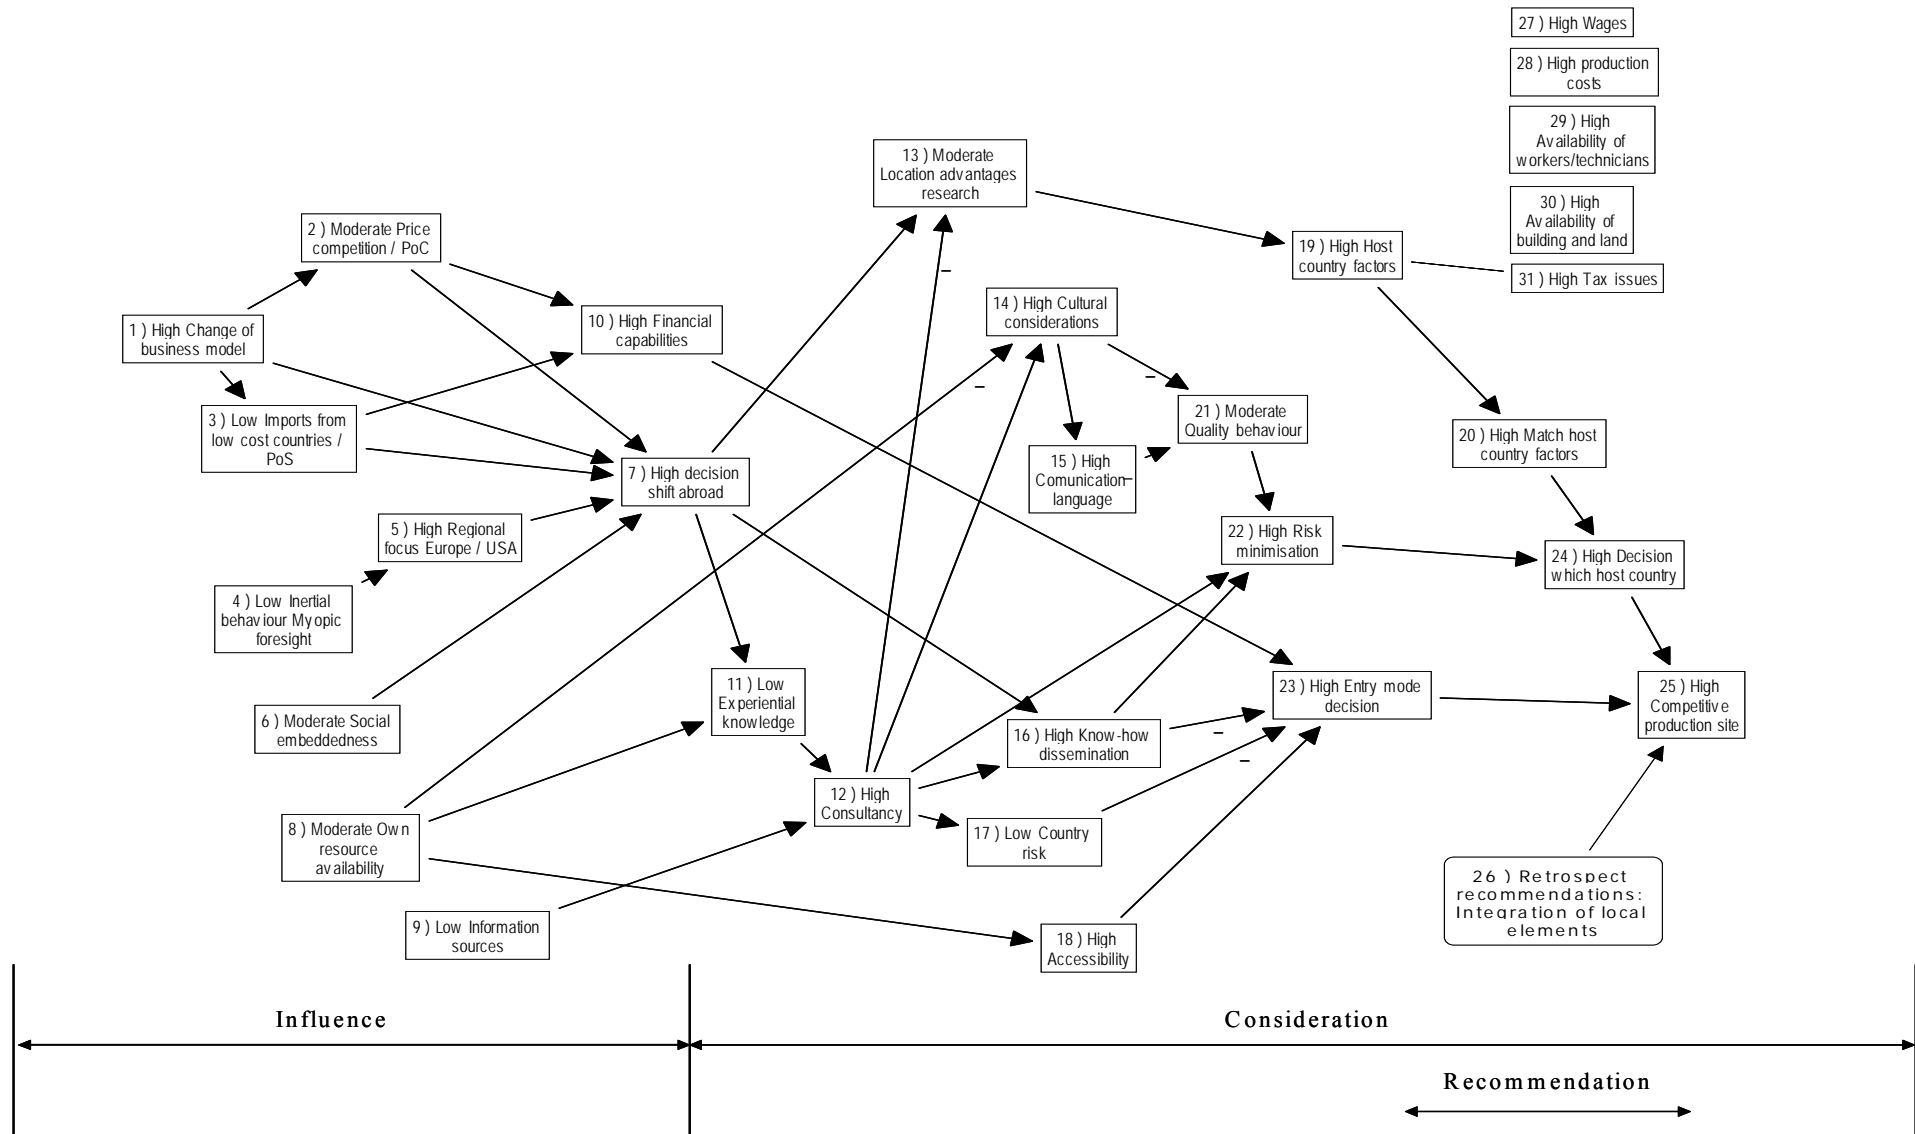 27 ) High Wages
28 ) High production
costs
29 ) High
Availability of
workers/technicians
30 ) High
Availability of
building and land
31 ) High Tax issues
13 ) Moderate
Location advantages
research
2 ) Moderate Price
competition / PoC
19 ) High Host
country factors
1 ) High Change of
business model
10 ) High Financial
capabilities
14 ) High Cultural
considerations
3 ) Low Imports from
low cost countries /
PoS
21 ) Moderate
Quality behaviour
20 ) High Match host
country factors
7 ) High decision
shift abroad
15 ) High
Comunication–
language
5 ) High Regional
focus Europe / USA
22 ) High Risk
minimisation
24 ) High Decision
which host country
4 ) Low Inertial
behaviour Myopic
foresight
11 ) Low
Experiential
knowledge
23 ) High Entry mode
decision
25 ) High
Competitive
production site
6 ) Moderate Social
embeddedness
16 ) High Know-how
dissemination
12 ) High
Consultancy
8 ) Moderate Own
resource
availability
17 ) Low Country
risk
26 ) Retrospect
recommendations:
Integration of local
elements
9 ) Low Information
sources
18 ) High
Accessibility
–
–
–
–
–
Influence
Consideration
Recommendation